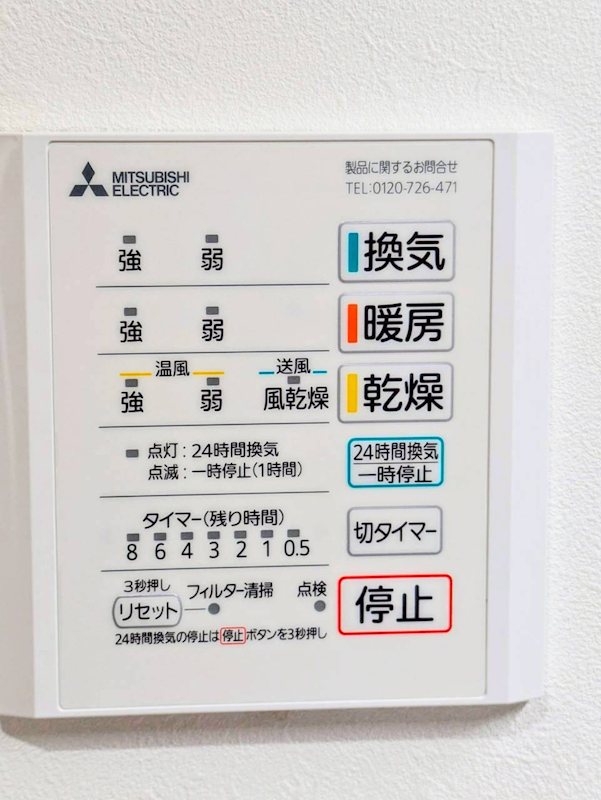 MITSUBISHI
ELECTRIC
製品に関するお問合せ
TEL:0120-726-471
強 弱 換気
強 弱 暖房
温風 送風
強 弱 風乾燥 乾燥
点灯：24時間換気
点滅：一時停止(1時間)
24時間換気
一時停止
タイマー(残り時間)
8 6 4 3 2 1 0.5
切タイマー
3秒押し
リセット フィルター清掃 点検
停止
24時間換気の停止は停止ボタンを3秒押し